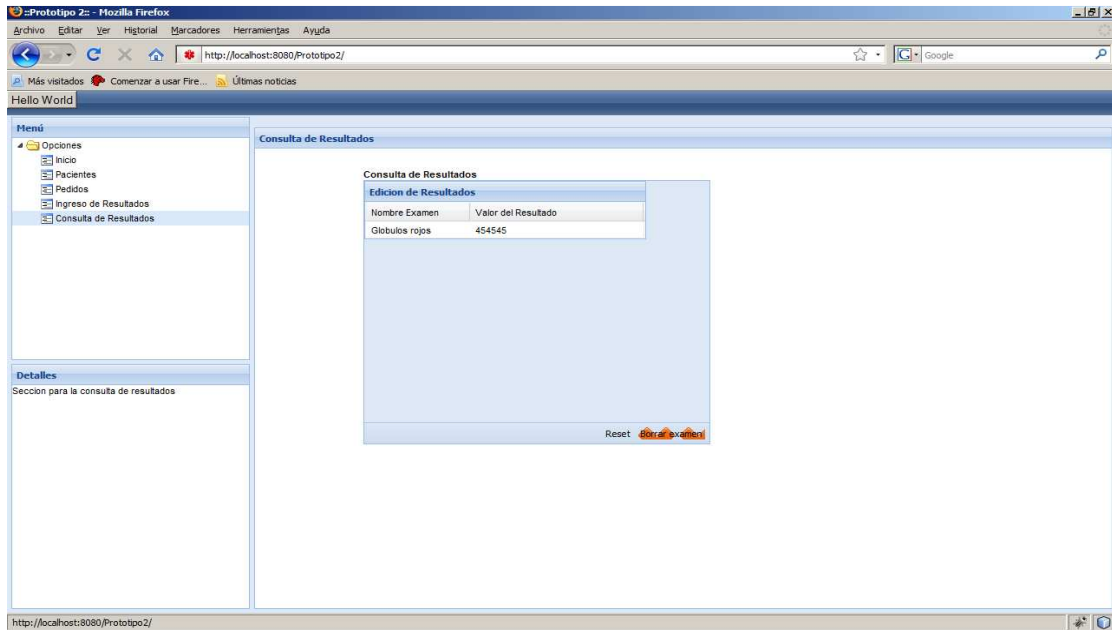 ::Prototipo 2:: - Mozilla Firefox
Archivo Editar Ver Historial Marcadores Herramientas Ayuda
http://localhost:8080/Prototipo2/
G Google
Más visitados Comenzar a usar Fire... Últimas noticias
Hello World
Menú
Opciones
Inicio
Pacientes
Pedidos
Ingreso de Resultados
Consulta de Resultados
Detalles
Seccion para la consulta de resultados
Consulta de Resultados
Consulta de Resultados
Edicion de Resultados
Nombre Examen Valor del Resultado
Globulos rojos 454545
Reset Borrar examen
http://localhost:8080/Prototipo2/